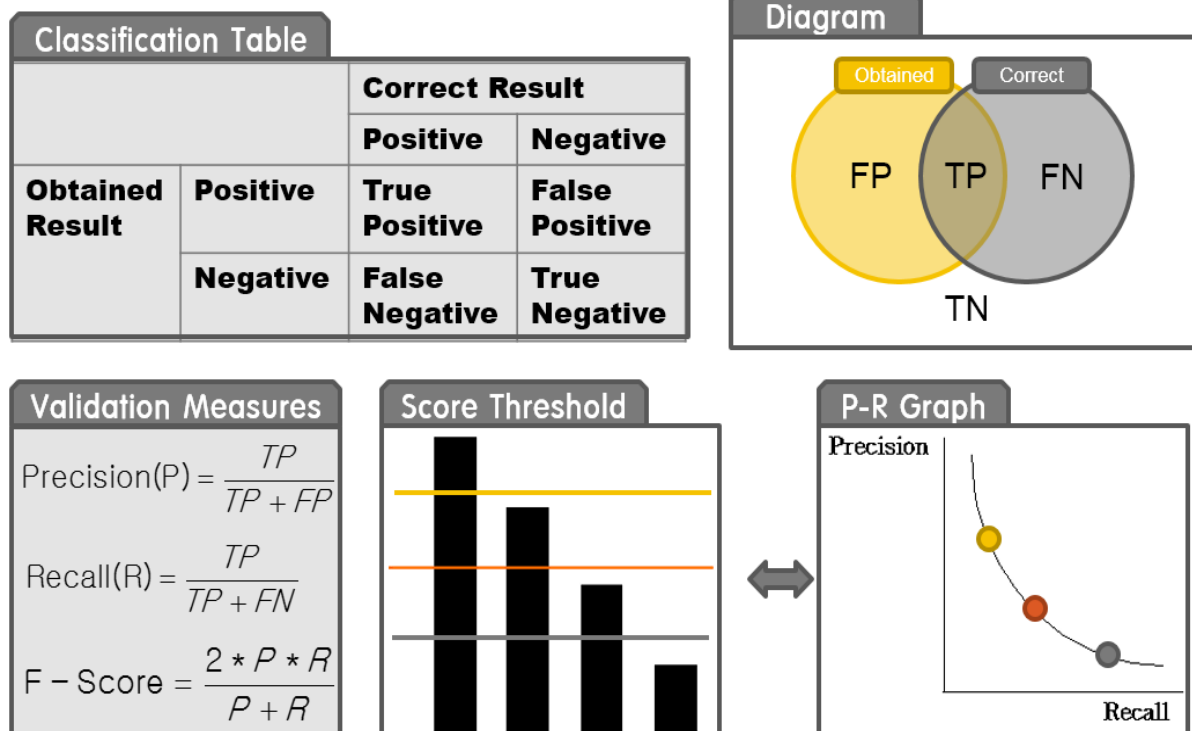 Classification Table
Correct Result
Positive Negative
Obtained Result Positive True Positive False Positive
Negative False Negative True Negative
Diagram
Obtained Correct
FP TP FN
TN
Validation Measures
Precision(P) = TP / TP + FP
Recall(R) = TP / TP + FN
F – Score = 2 * P * R / P + R
Score Threshold
P-R Graph
Precision
Recall